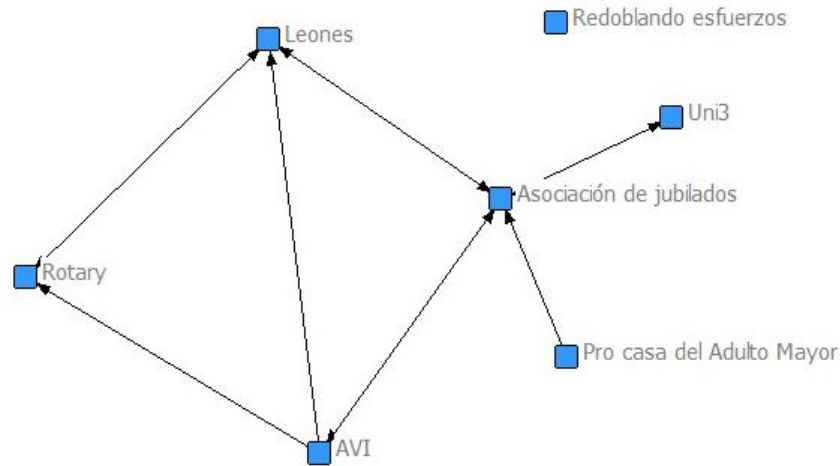 Redoblando esfuerzos
Leones
Uni3
Asociación de jubilados
Rotary
Pro casa del Adulto Mayor
AVI